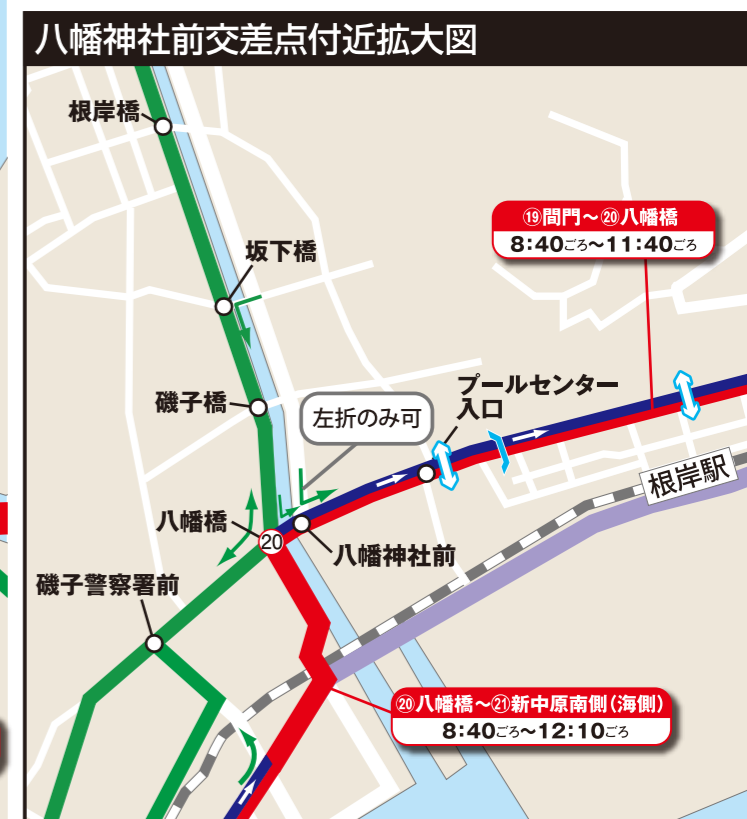 八幡神社前交差点付近拡大図
根岸橋
⑲間門〜⑳八幡橋
8:40ごろ〜11:40ごろ
坂下橋
磯子橋
左折のみ可
プールセンター
入口
根岸駅
八幡橋
20
八幡神社前
磯子警察署前
⑳八幡橋〜㉑新中原南側(海側)
8:40ごろ〜12:10ごろ